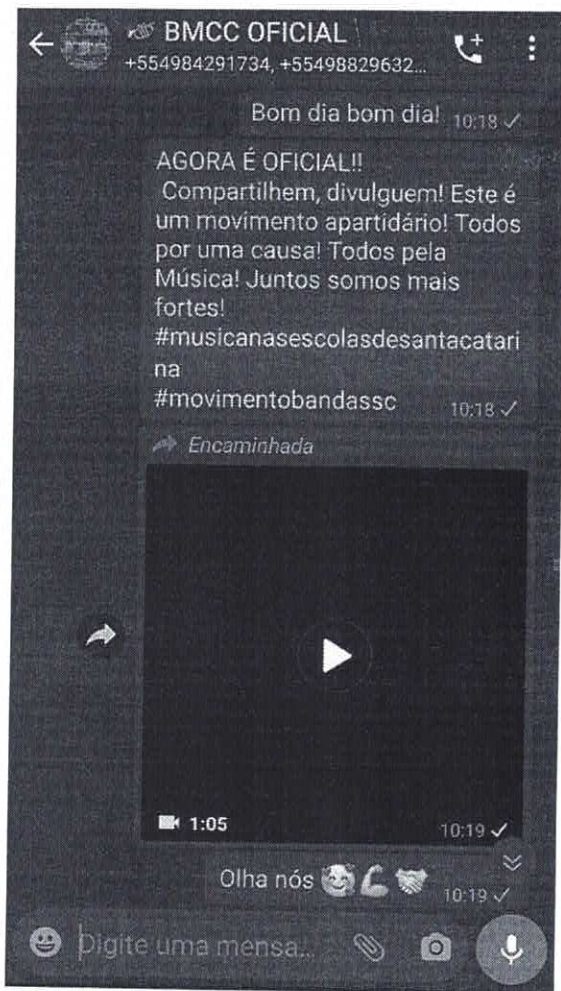 BMCC OFICIAL
+554984291734, +55498829632...
Bom dia bom dia! 10:18
AGORA É OFICIAL!!
Compartilhem, divulguem! Este é
um movimento apartidário! Todos
por uma causa! Todos pela
Música! Juntos somos mais
fortes!
#musicanasescolasdesantacatari
na
#movimentobandassc 10:18
Encaminhada
1:05 10:19
Olha nós 10:19
Digite uma mensa...